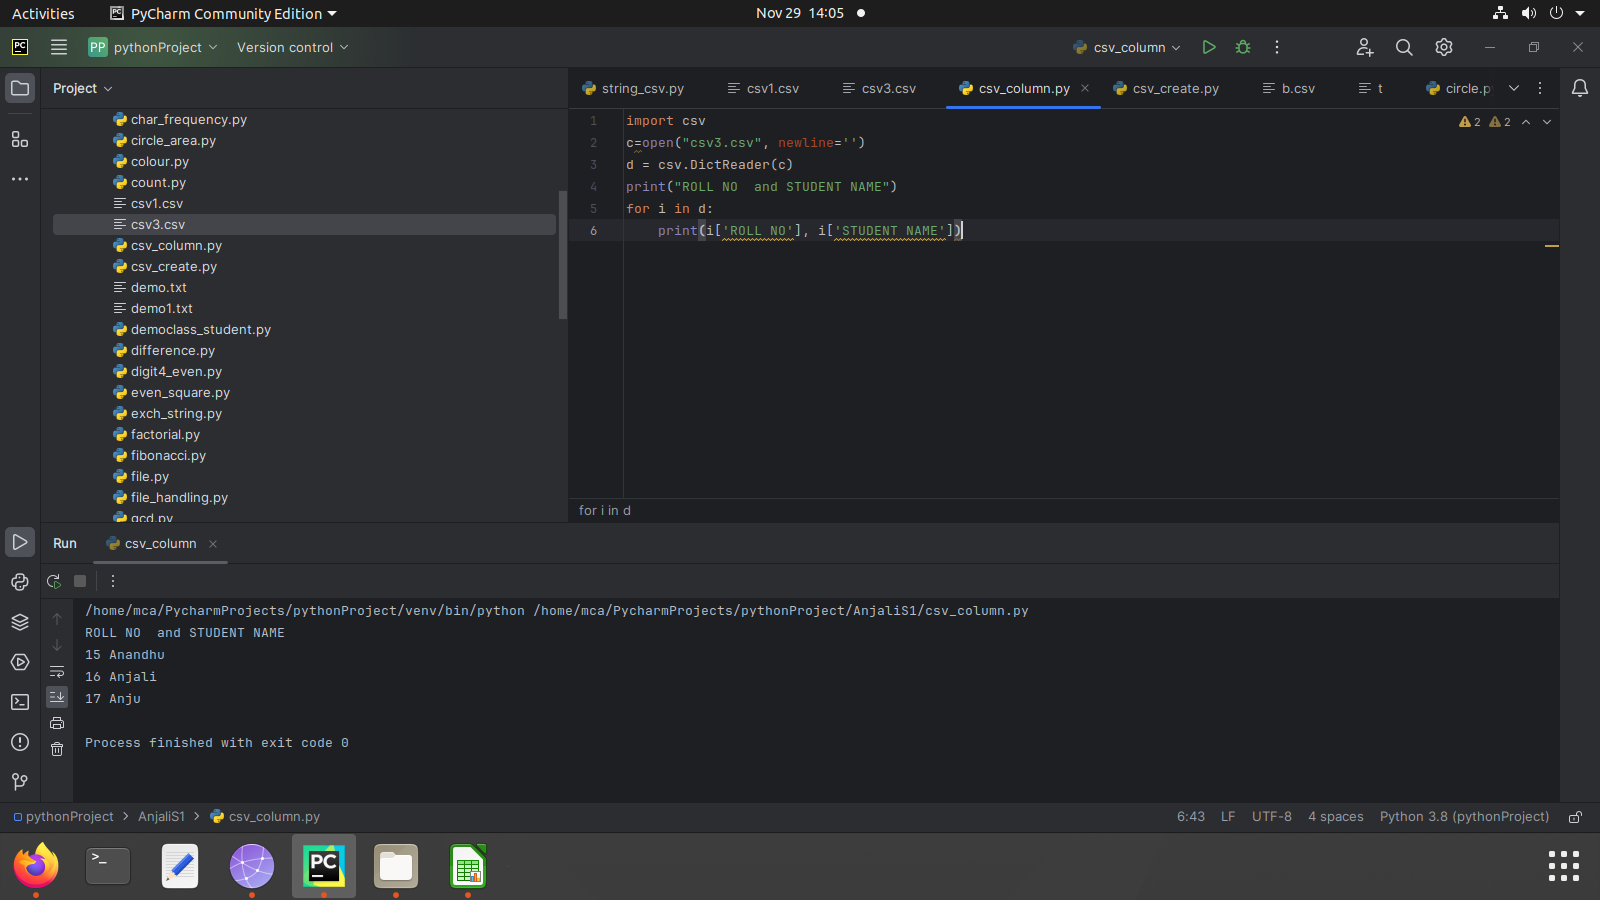 Activities PyCharm Community Edition Nov 29 14:05
PC PP pythonProject Version control csv_column
Project string_csv.py csv1.csv csv3.csv csv_column.py csv_create.py b.csv t circle.p
char_frequency.py
circle_area.py
colour.py
count.py
csv1.csv
csv3.csv
csv_column.py
csv_create.py
demo.txt
demo1.txt
democlass_student.py
difference.py
digit4_even.py
even_square.py
exch_string.py
factorial.py
fibonacci.py
file.py
file_handling.py
gcd.py
1 import csv 2 2
2 c=open("csv3.csv", newline='')
3 d = csv.DictReader(c)
4 print("ROLL NO  and STUDENT NAME")
5 for i in d:
6     print(i['ROLL NO'], i['STUDENT NAME'])
for i in d
Run csv_column
/home/mca/PycharmProjects/pythonProject/venv/bin/python /home/mca/PycharmProjects/pythonProject/AnjaliS1/csv_column.py
ROLL NO  and STUDENT NAME
15 Anandhu
16 Anjali
17 Anju
Process finished with exit code 0
pythonProject > AnjaliS1 > csv_column.py 6:43 LF UTF-8 4 spaces Python 3.8 (pythonProject)
>_ PC